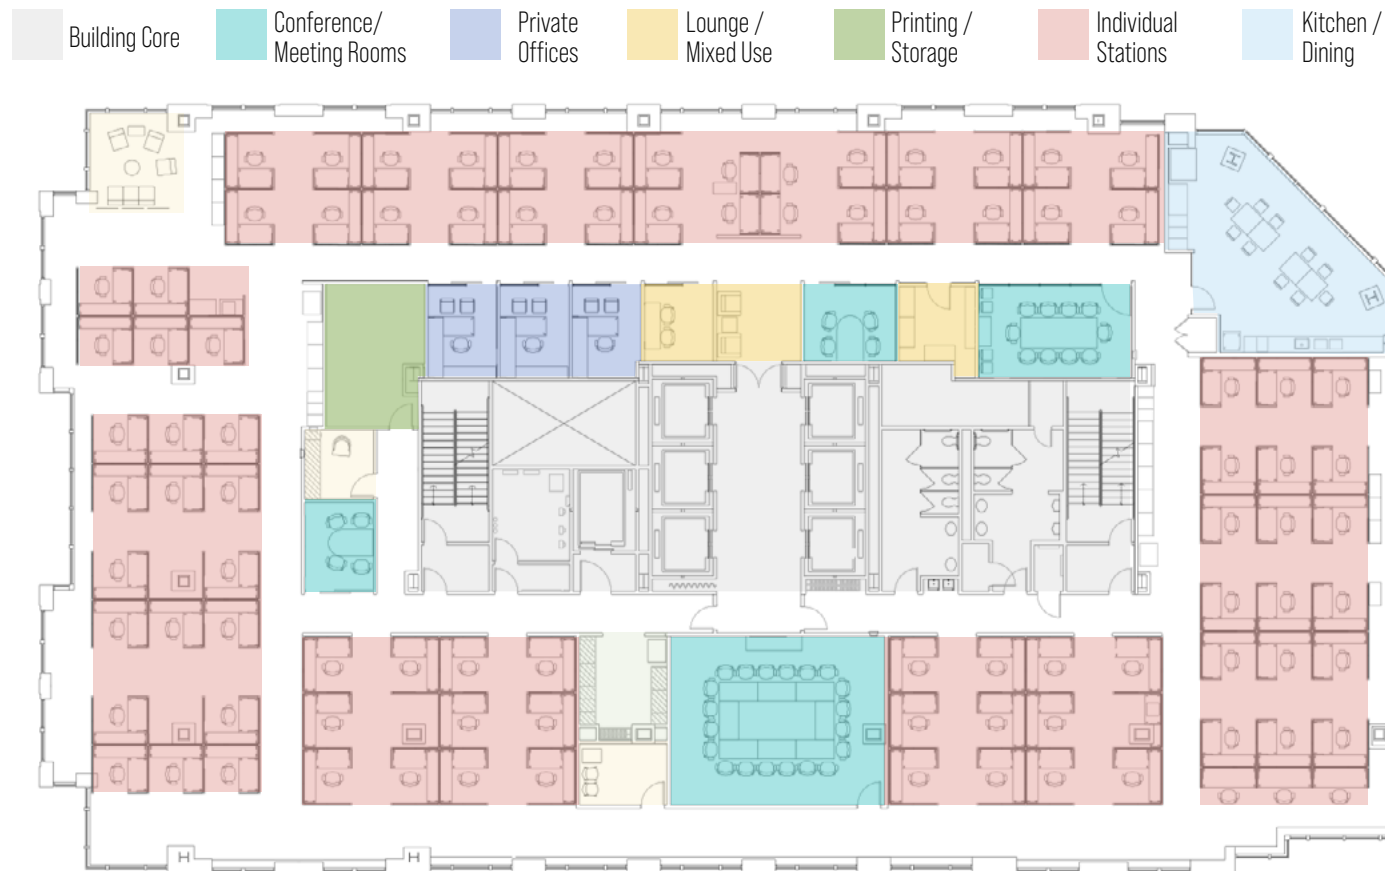 Building Core
Conference/
Meeting Rooms
Private
Offices
Lounge /
Mixed Use
Printing /
Storage
Individual
Stations
Kitchen /
Dining
H
H
H
H